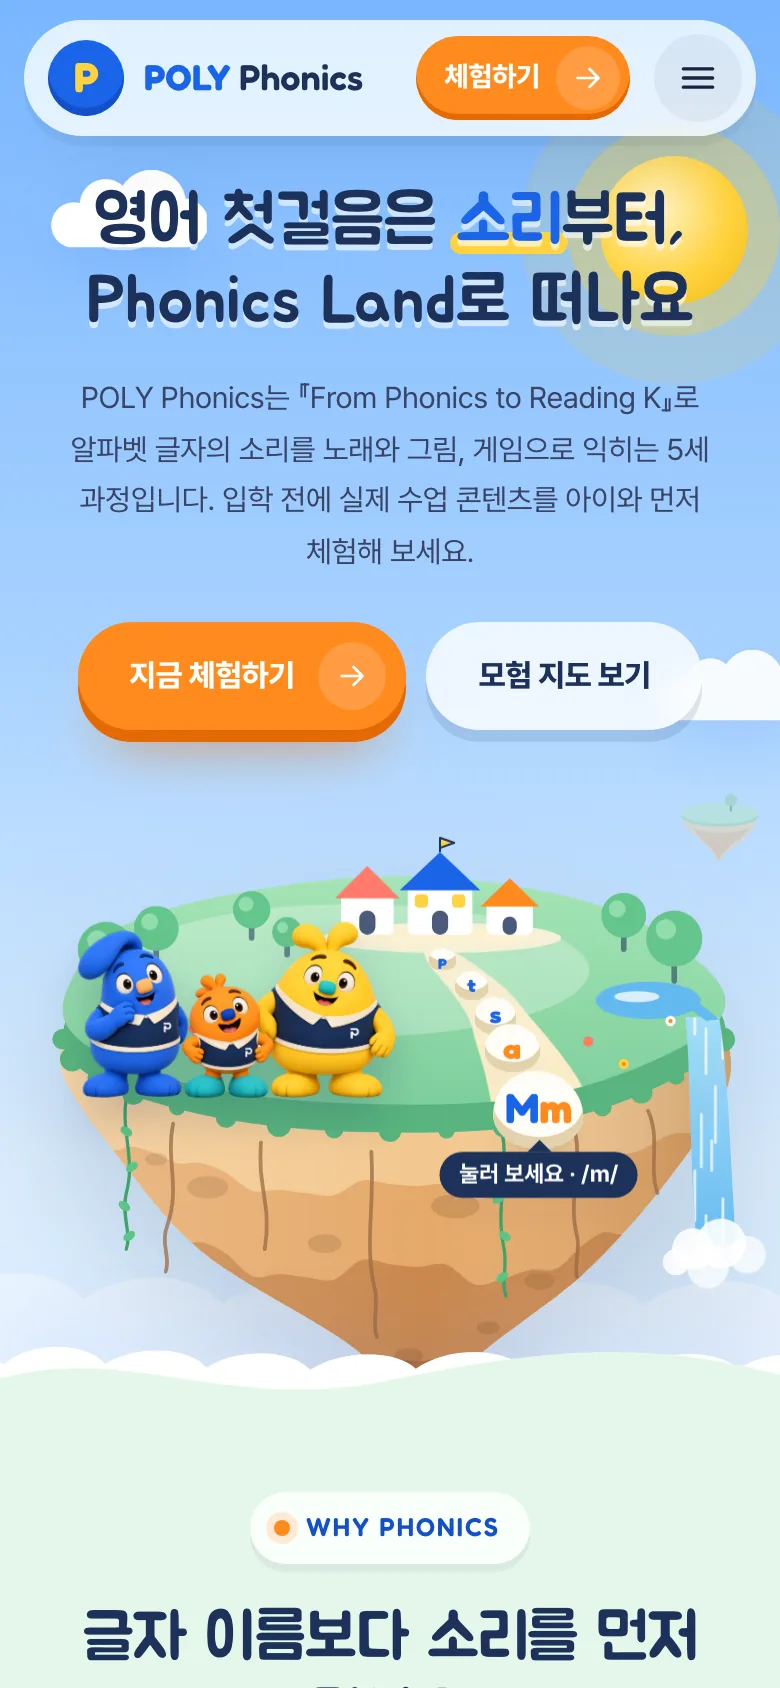 P POLY Phonics 체험하기
영어 첫걸음은 소리부터,
Phonics Land로 떠나요
POLY Phonics는 『From Phonics to Reading K』로
알파벳 글자의 소리를 노래와 그림, 게임으로 익히는 5세
과정입니다. 입학 전에 실제 수업 콘텐츠를 아이와 먼저
체험해 보세요.
지금 체험하기
모험 지도 보기
P
t
s
a
Mm
P
P
눌러 보세요 · /m/
WHY PHONICS
글자 이름보다 소리를 먼저